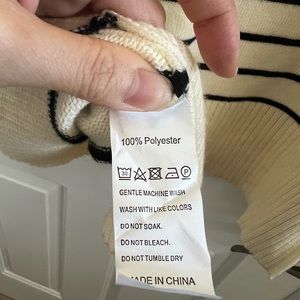 100% Polyester
GENTLE MACHINE WASH
WASH WITH LIKE COLORS
DO NOT SOAK.
DO NOT BLEACH.
DO NOT TUMBLE DRY
MADE IN CHINA